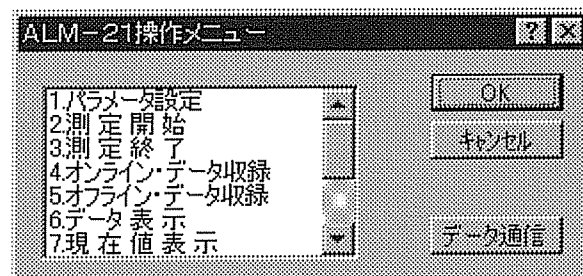 ALM－21操作メニュー
1.パラメータ設定
2.測 定 開 始
3.測 定 終 了
4.オンライン・データ収録
5.オフライン・データ収録
6.データ 表 示
7.現 在 値 表 示
OK
キャンセル
データ通信